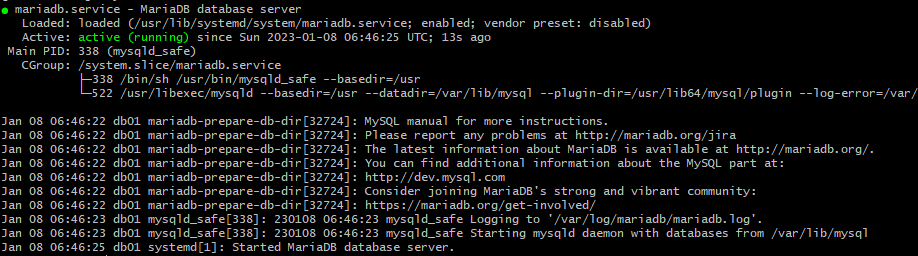 ● mariadb.service - MariaDB database server
Loaded: loaded (/usr/lib/systemd/system/mariadb.service; enabled; vendor preset: disabled)
Active: active (running) since Sun 2023-01-08 06:46:25 UTC; 13s ago
Main PID: 338 (mysqld_safe)
CGroup: /system.slice/mariadb.service
├─338 /bin/sh /usr/bin/mysqld_safe --basedir=/usr
└─522 /usr/libexec/mysqld --basedir=/usr --datadir=/var/lib/mysql --plugin-dir=/usr/lib64/mysql/plugin --log-error=/var/
Jan 08 06:46:22 db01 mariadb-prepare-db-dir[32724]: MySQL manual for more instructions.
Jan 08 06:46:22 db01 mariadb-prepare-db-dir[32724]: Please report any problems at http://mariadb.org/jira
Jan 08 06:46:22 db01 mariadb-prepare-db-dir[32724]: The latest information about MariaDB is available at http://mariadb.org/.
Jan 08 06:46:22 db01 mariadb-prepare-db-dir[32724]: You can find additional information about the MySQL part at:
Jan 08 06:46:22 db01 mariadb-prepare-db-dir[32724]: http://dev.mysql.com
Jan 08 06:46:22 db01 mariadb-prepare-db-dir[32724]: Consider joining MariaDB's strong and vibrant community:
Jan 08 06:46:22 db01 mariadb-prepare-db-dir[32724]: https://mariadb.org/get-involved/
Jan 08 06:46:23 db01 mysqld_safe[338]: 230108 06:46:23 mysqld_safe Logging to '/var/log/mariadb/mariadb.log'.
Jan 08 06:46:23 db01 mysqld_safe[338]: 230108 06:46:23 mysqld_safe Starting mysqld daemon with databases from /var/lib/mysql
Jan 08 06:46:25 db01 systemd[1]: Started MariaDB database server.